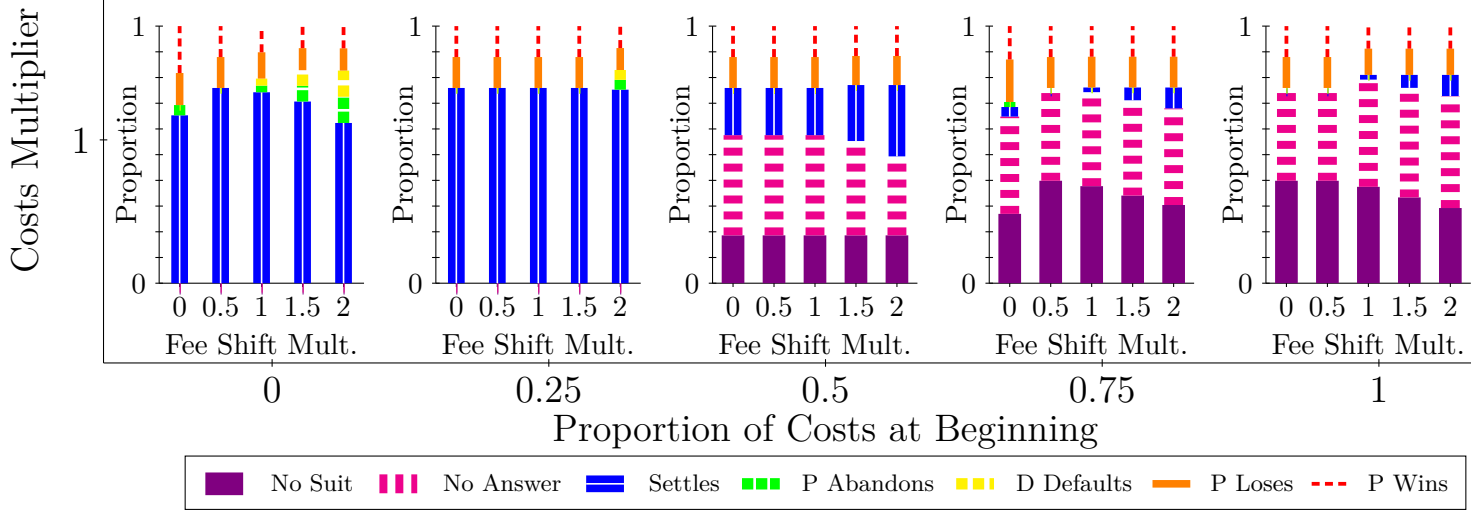 Costs Multiplier
1
1 1 1 1 1
Proportion Proportion Proportion Proportion Proportion
0 0 0 0 0
0 0.5 1 1.5 2 0 0.5 1 1.5 2 0 0.5 1 1.5 2 0 0.5 1 1.5 2 0 0.5 1 1.5 2
Fee Shift Mult. Fee Shift Mult. Fee Shift Mult. Fee Shift Mult. Fee Shift Mult.
0 0.25 0.5 0.75 1
Proportion of Costs at Beginning
No Suit No Answer Settles P Abandons D Defaults P Loses P Wins